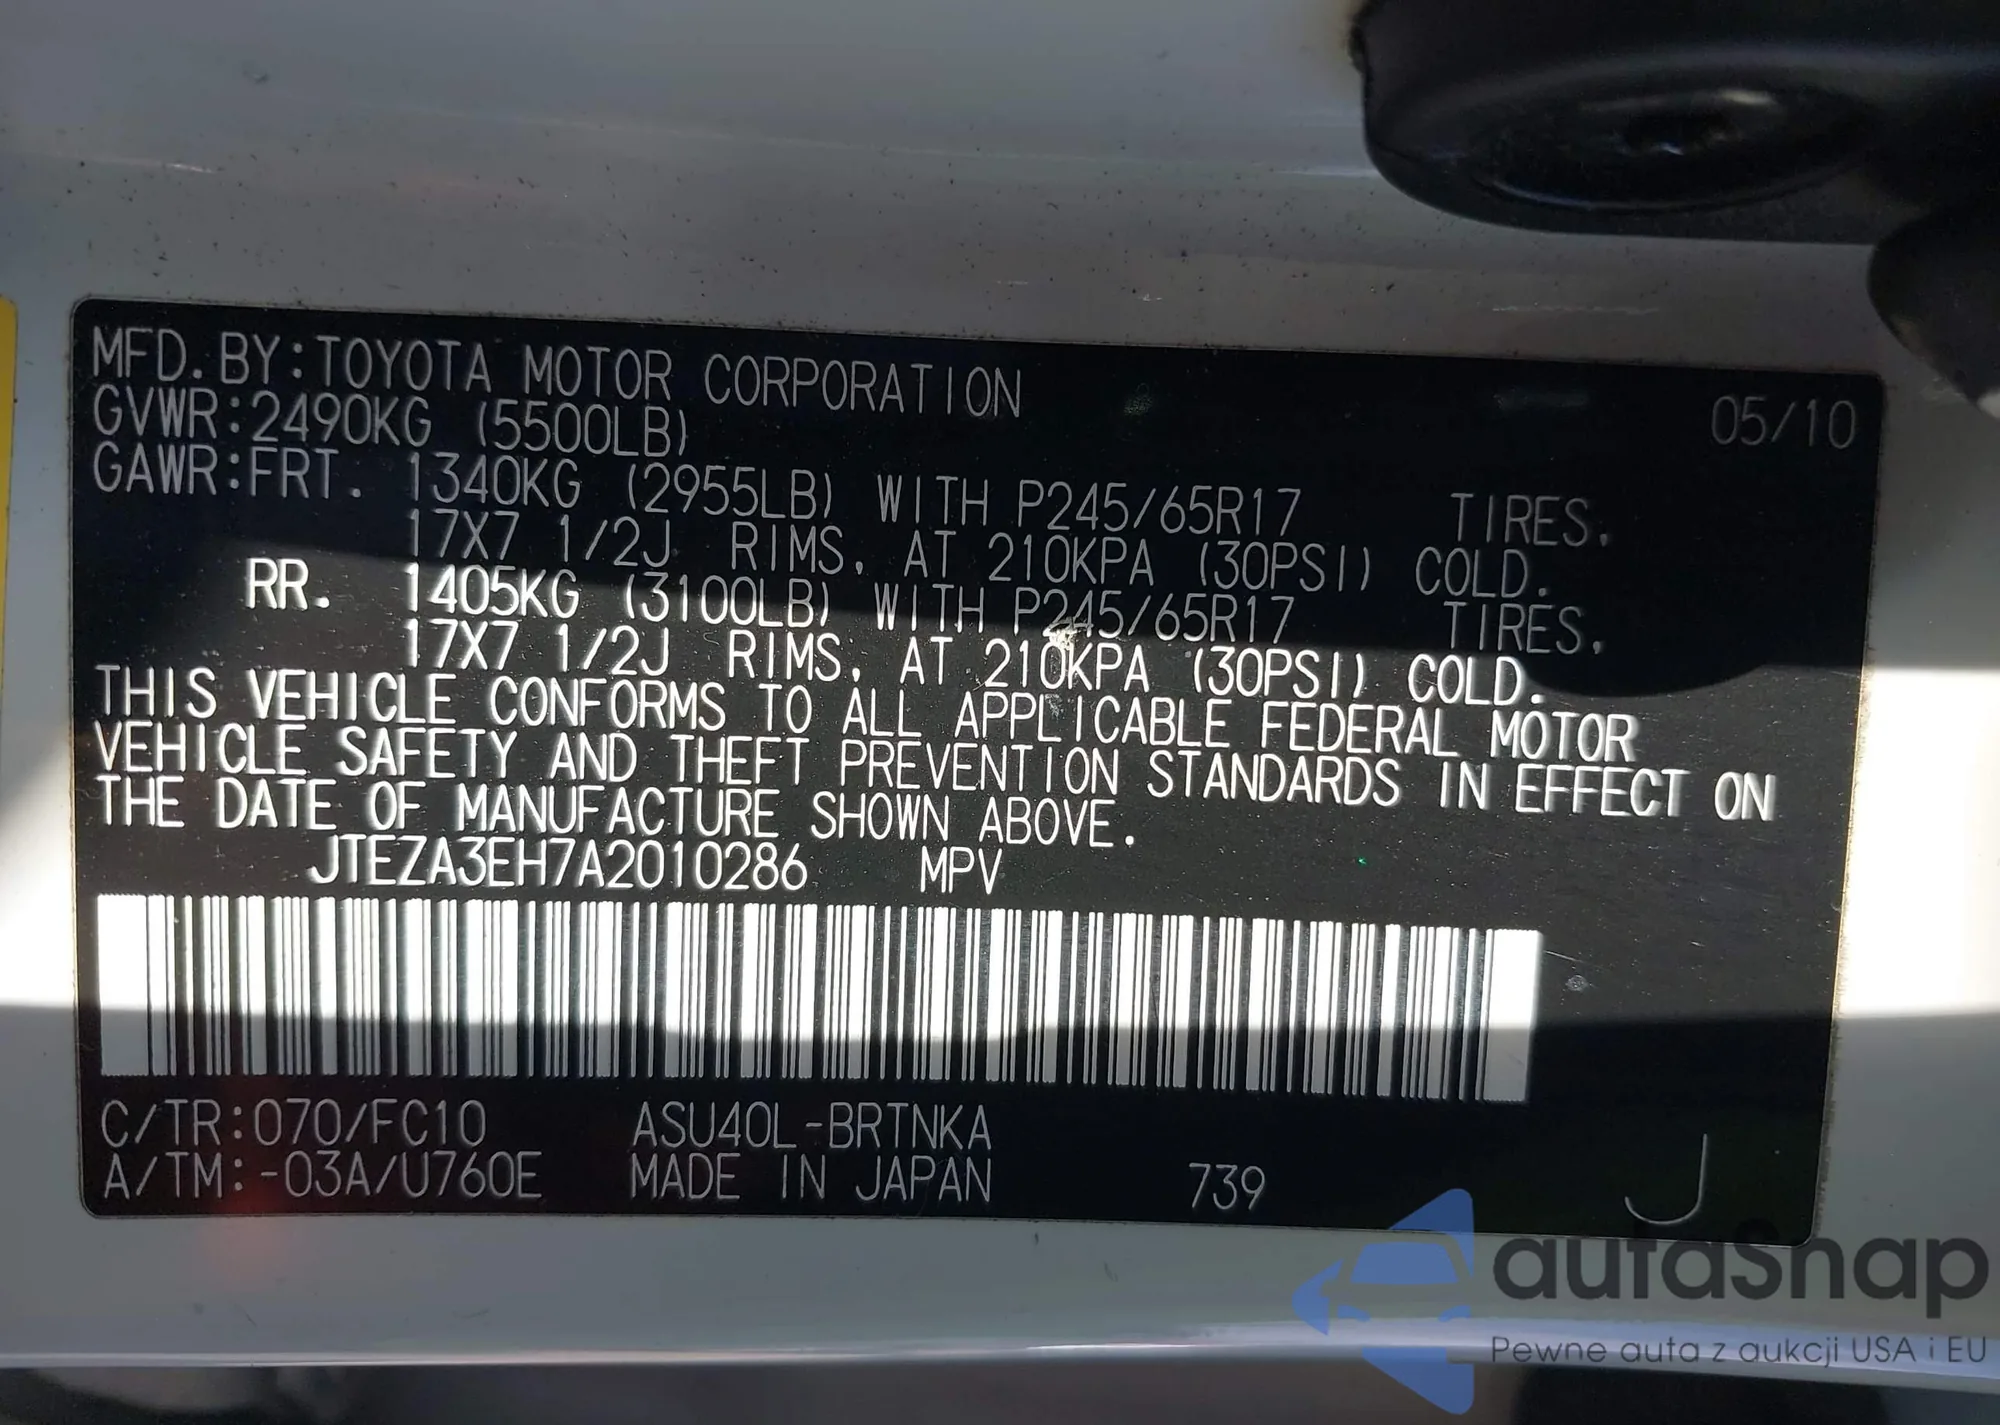 MFD.BY:TOYOTA MOTOR CORPORATION 05/10
GVWR:2490KG (5500LB)
GAWR:FRT. 1340KG (2955LB) WITH P245/65R17 TIRES.
17X7 1/2J RIMS, AT 210KPA (30PSI) COLD.
RR. 1405KG (3100LB) WITH P245/65R17 TIRES.
17X7 1/2J RIMS, AT 210KPA (30PSI) COLD.
THIS VEHICLE CONFORMS TO ALL APPLICABLE FEDERAL MOTOR
VEHICLE SAFETY AND THEFT PREVENTION STANDARDS IN EFFECT ON
THE DATE OF MANUFACTURE SHOWN ABOVE.
JTEZA3EH7A2010286 MPV
C/TR:070/FC10 ASU40L-BRTNKA
A/TM:-03A/U760E MADE IN JAPAN 739 J
autaSnap
Pewne auta z aukcji USA i EU